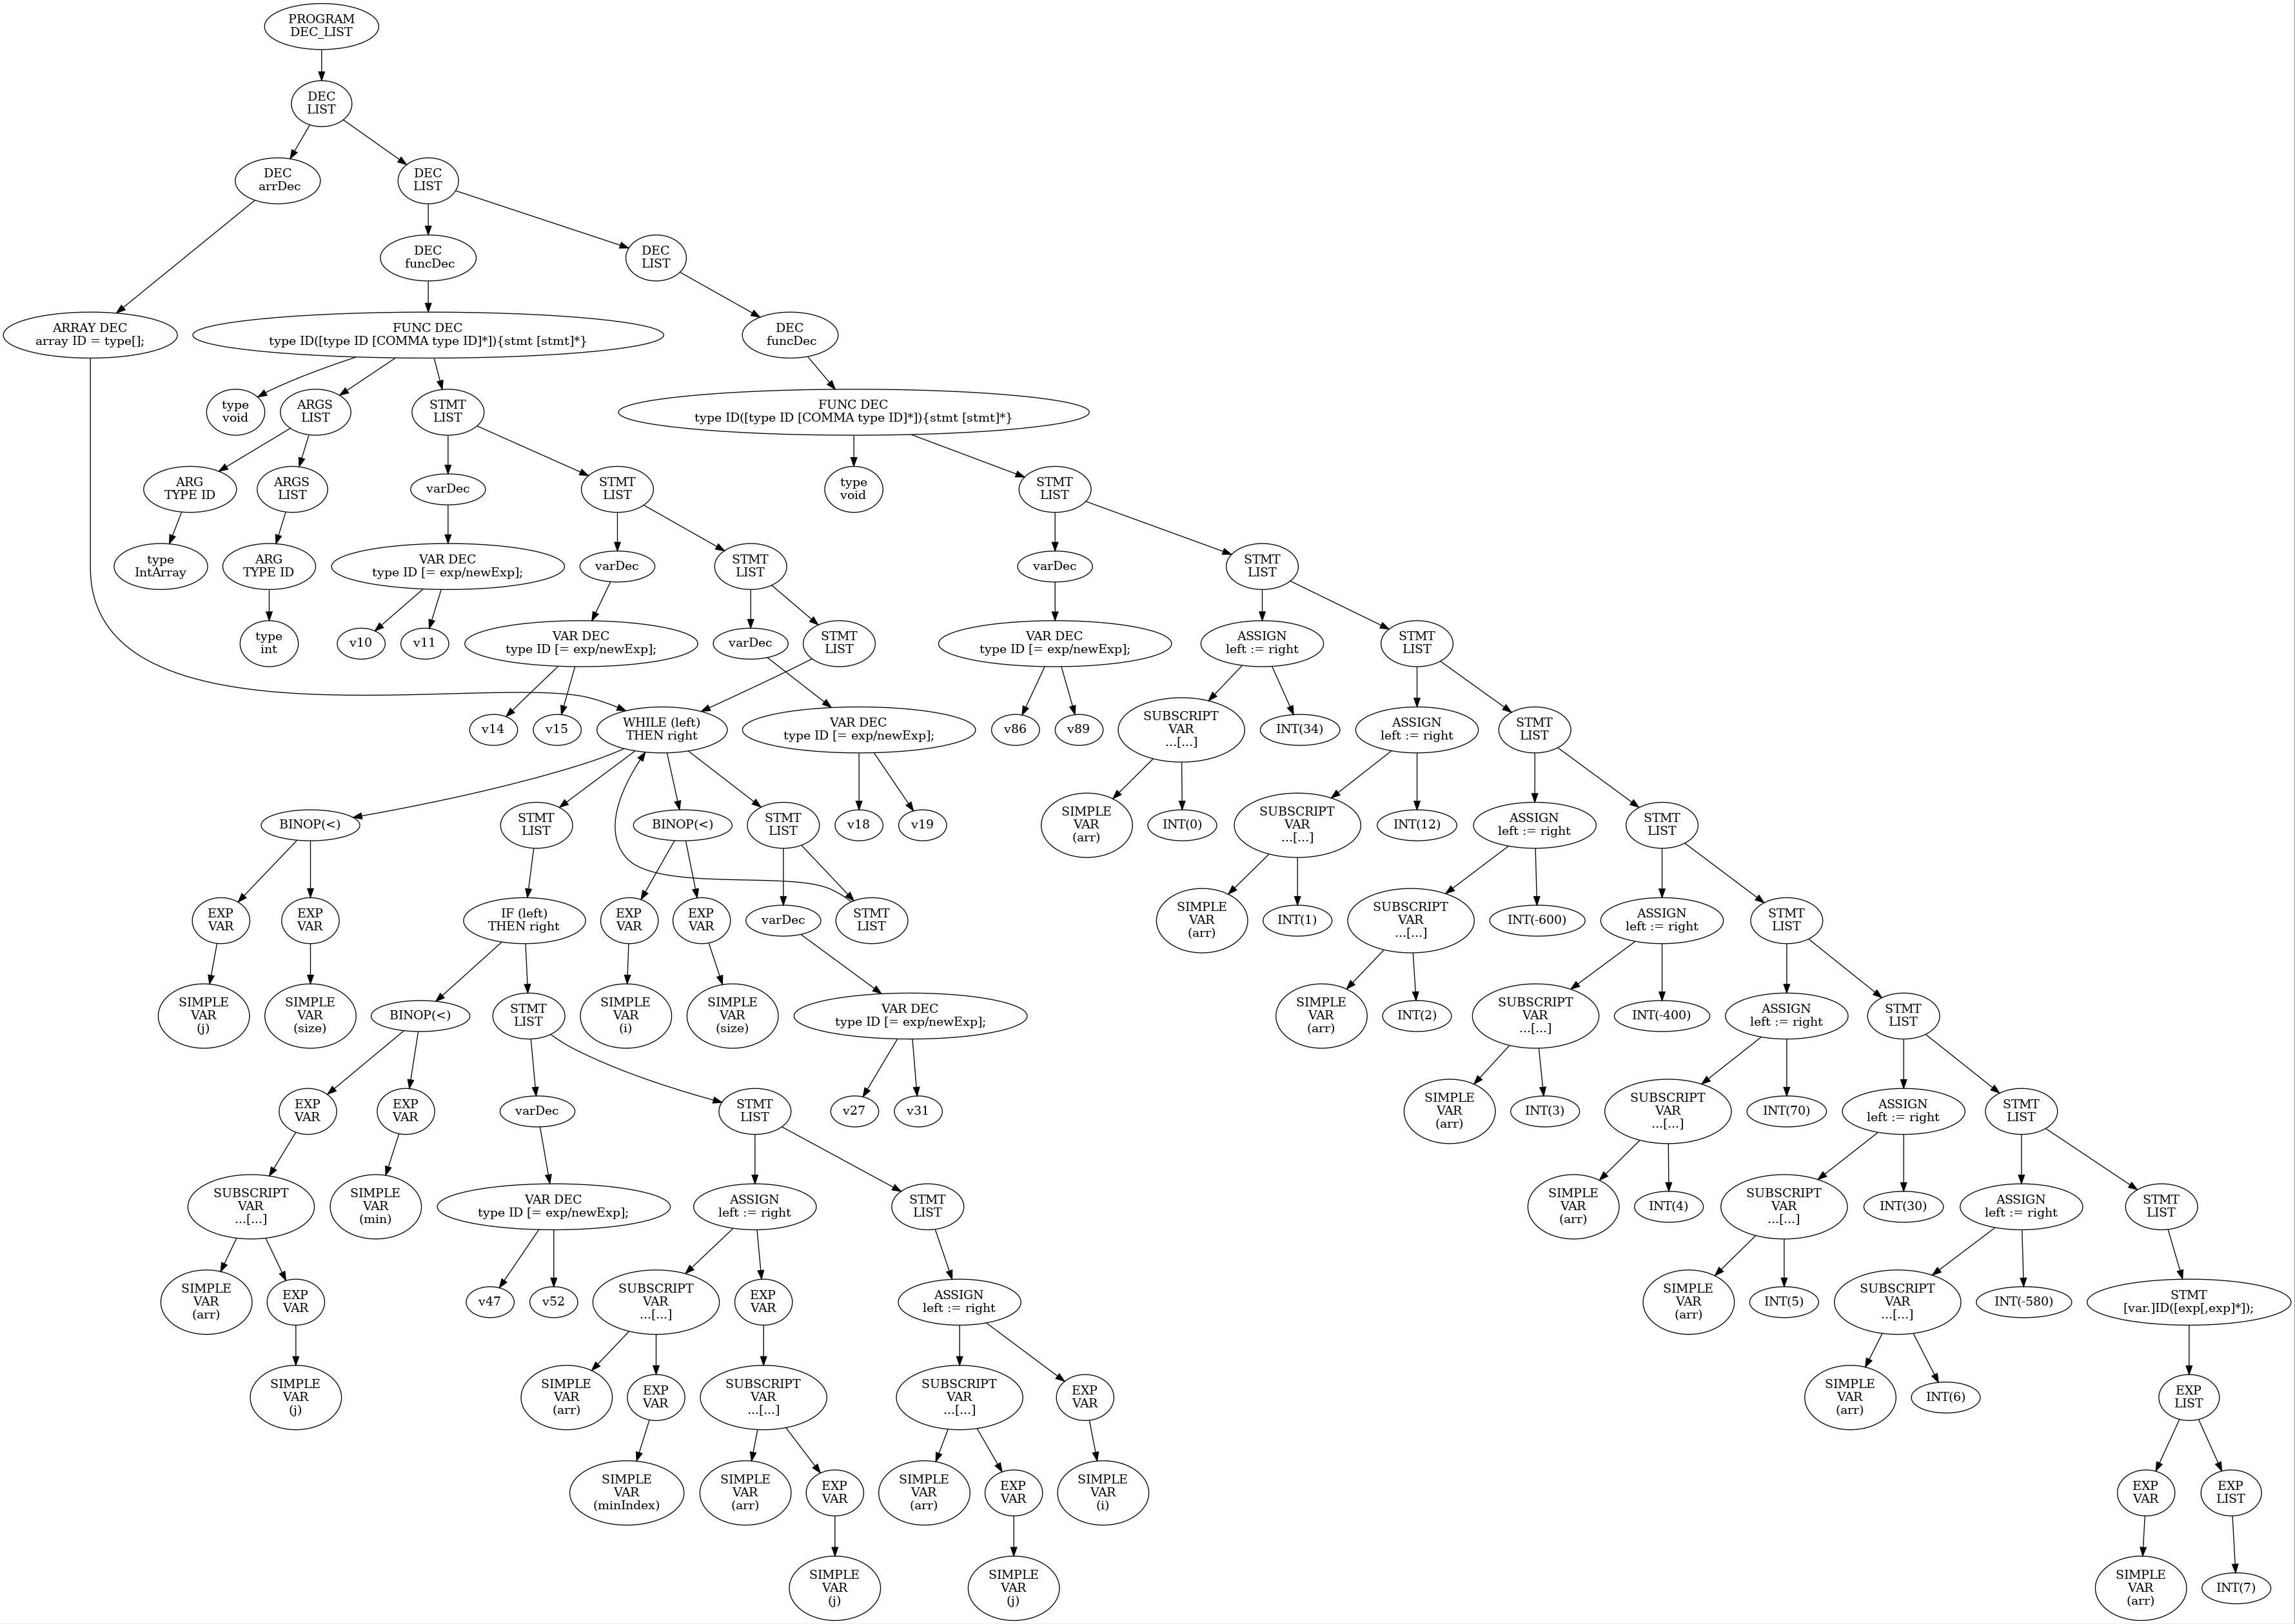 PROGRAM
DEC_LIST
DEC
LIST
DEC
arrDec
DEC
LIST
DEC
funcDec
DEC
LIST
ARRAY DEC
array ID = type[];
FUNC DEC
type ID([type ID [COMMA type ID]*]){stmt [stmt]*}
DEC
funcDec
type
void
ARGS
LIST
STMT
LIST
FUNC DEC
type ID([type ID [COMMA type ID]*]){stmt [stmt]*}
ARG
TYPE ID
ARGS
LIST
varDec
STMT
LIST
type
void
STMT
LIST
type
IntArray
ARG
TYPE ID
VAR DEC
type ID [= exp/newExp];
varDec
STMT
LIST
varDec
STMT
LIST
type
int
v10
v11
VAR DEC
type ID [= exp/newExp];
varDec
STMT
LIST
VAR DEC
type ID [= exp/newExp];
ASSIGN
left := right
STMT
LIST
v14
v15
WHILE (left)
THEN right
VAR DEC
type ID [= exp/newExp];
v86
v89
SUBSCRIPT
VAR
...[...]
INT(34)
ASSIGN
left := right
STMT
LIST
BINOP(<)
STMT
LIST
BINOP(<)
STMT
LIST
v18
v19
SIMPLE
VAR
(arr)
INT(0)
SUBSCRIPT
VAR
...[...]
INT(12)
ASSIGN
left := right
STMT
LIST
EXP
VAR
EXP
VAR
IF (left)
THEN right
EXP
VAR
EXP
VAR
varDec
STMT
LIST
SIMPLE
VAR
(arr)
INT(1)
SUBSCRIPT
VAR
...[...]
INT(-600)
ASSIGN
left := right
STMT
LIST
SIMPLE
VAR
(j)
SIMPLE
VAR
(size)
BINOP(<)
STMT
LIST
SIMPLE
VAR
(i)
SIMPLE
VAR
(size)
VAR DEC
type ID [= exp/newExp];
SIMPLE
VAR
(arr)
INT(2)
SUBSCRIPT
VAR
...[...]
INT(-400)
ASSIGN
left := right
STMT
LIST
EXP
VAR
EXP
VAR
varDec
STMT
LIST
v27
v31
SIMPLE
VAR
(arr)
INT(3)
SUBSCRIPT
VAR
...[...]
INT(70)
ASSIGN
left := right
STMT
LIST
SUBSCRIPT
VAR
...[...]
SIMPLE
VAR
(min)
VAR DEC
type ID [= exp/newExp];
ASSIGN
left := right
STMT
LIST
SIMPLE
VAR
(arr)
INT(4)
SUBSCRIPT
VAR
...[...]
INT(30)
ASSIGN
left := right
STMT
LIST
SIMPLE
VAR
(arr)
EXP
VAR
v47
v52
SUBSCRIPT
VAR
...[...]
EXP
VAR
ASSIGN
left := right
SIMPLE
VAR
(arr)
INT(5)
SUBSCRIPT
VAR
...[...]
INT(-580)
STMT
[var.]ID([exp[,exp]*]);
SIMPLE
VAR
(j)
SIMPLE
VAR
(arr)
EXP
VAR
SUBSCRIPT
VAR
...[...]
SUBSCRIPT
VAR
...[...]
EXP
VAR
SIMPLE
VAR
(arr)
INT(6)
EXP
LIST
SIMPLE
VAR
(minIndex)
SIMPLE
VAR
(arr)
EXP
VAR
SIMPLE
VAR
(arr)
EXP
VAR
SIMPLE
VAR
(i)
EXP
VAR
EXP
LIST
SIMPLE
VAR
(j)
SIMPLE
VAR
(j)
SIMPLE
VAR
(arr)
INT(7)